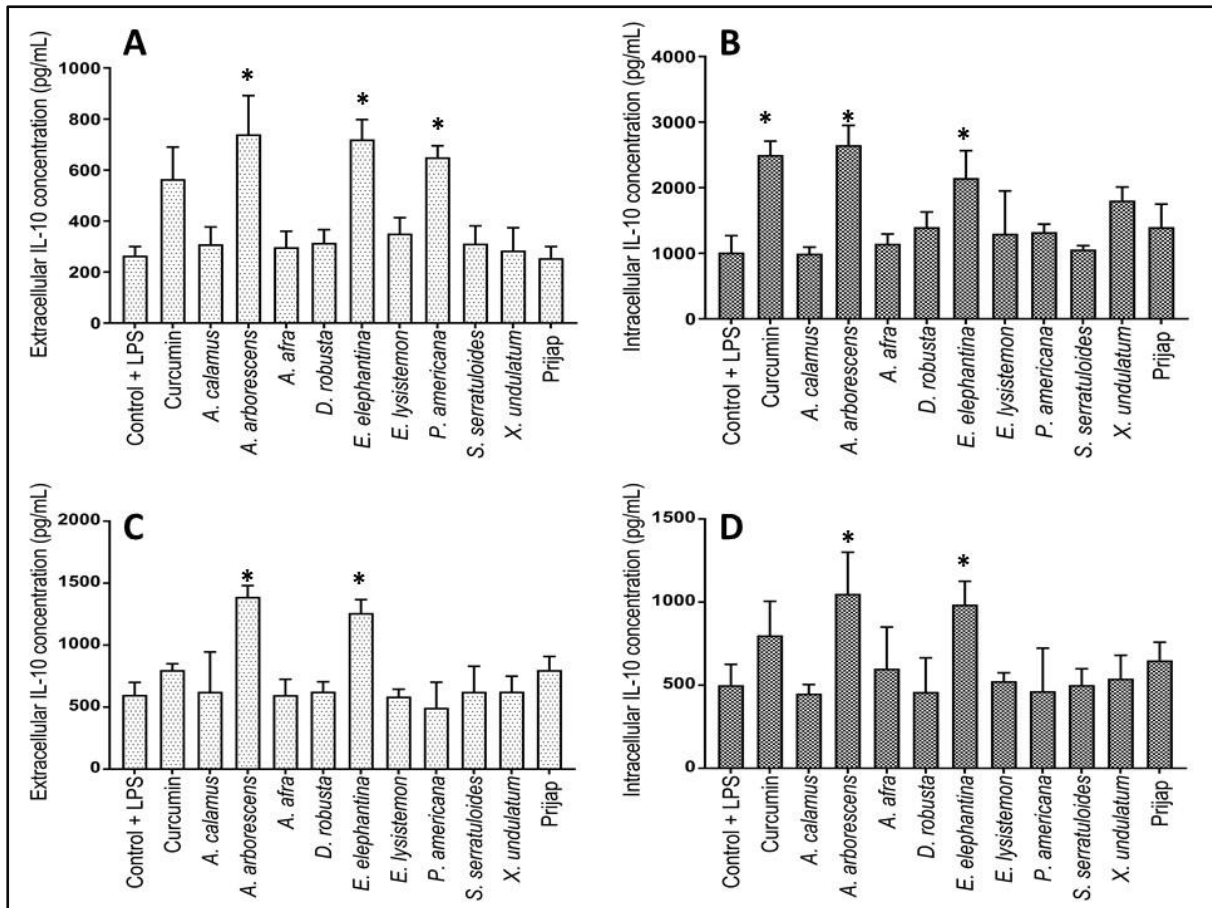 A
Extracellular IL-10 concentration (pg/mL)
1000
800
600
400
200
0
*
*
*
Control + LPS
Curcumin
A. calamus
A. arborescens
A. afra
D. robusta
E. elephantina
E. lysistemon
P. americana
S. serratuloides
X. undulatum
Prijap
B
Intracellular IL-10 concentration (pg/mL)
4000
3000
2000
1000
0
*
*
*
Control + LPS
Curcumin
A. calamus
A. arborescens
A. afra
D. robusta
E. elephantina
E. lysistemon
P. americana
S. serratuloides
X. undulatum
Prijap
C
Extracellular IL-10 concentration (pg/mL)
2000
1500
1000
500
0
*
*
Control + LPS
Curcumin
A. calamus
A. arborescens
A. afra
D. robusta
E. elephantina
E. lysistemon
P. americana
S. serratuloides
X. undulatum
Prijap
D
Intracellular IL-10 concentration (pg/mL)
1500
1000
500
0
*
*
Control + LPS
Curcumin
A. calamus
A. arborescens
A. afra
D. robusta
E. elephantina
E. lysistemon
P. americana
S. serratuloides
X. undulatum
Prijap